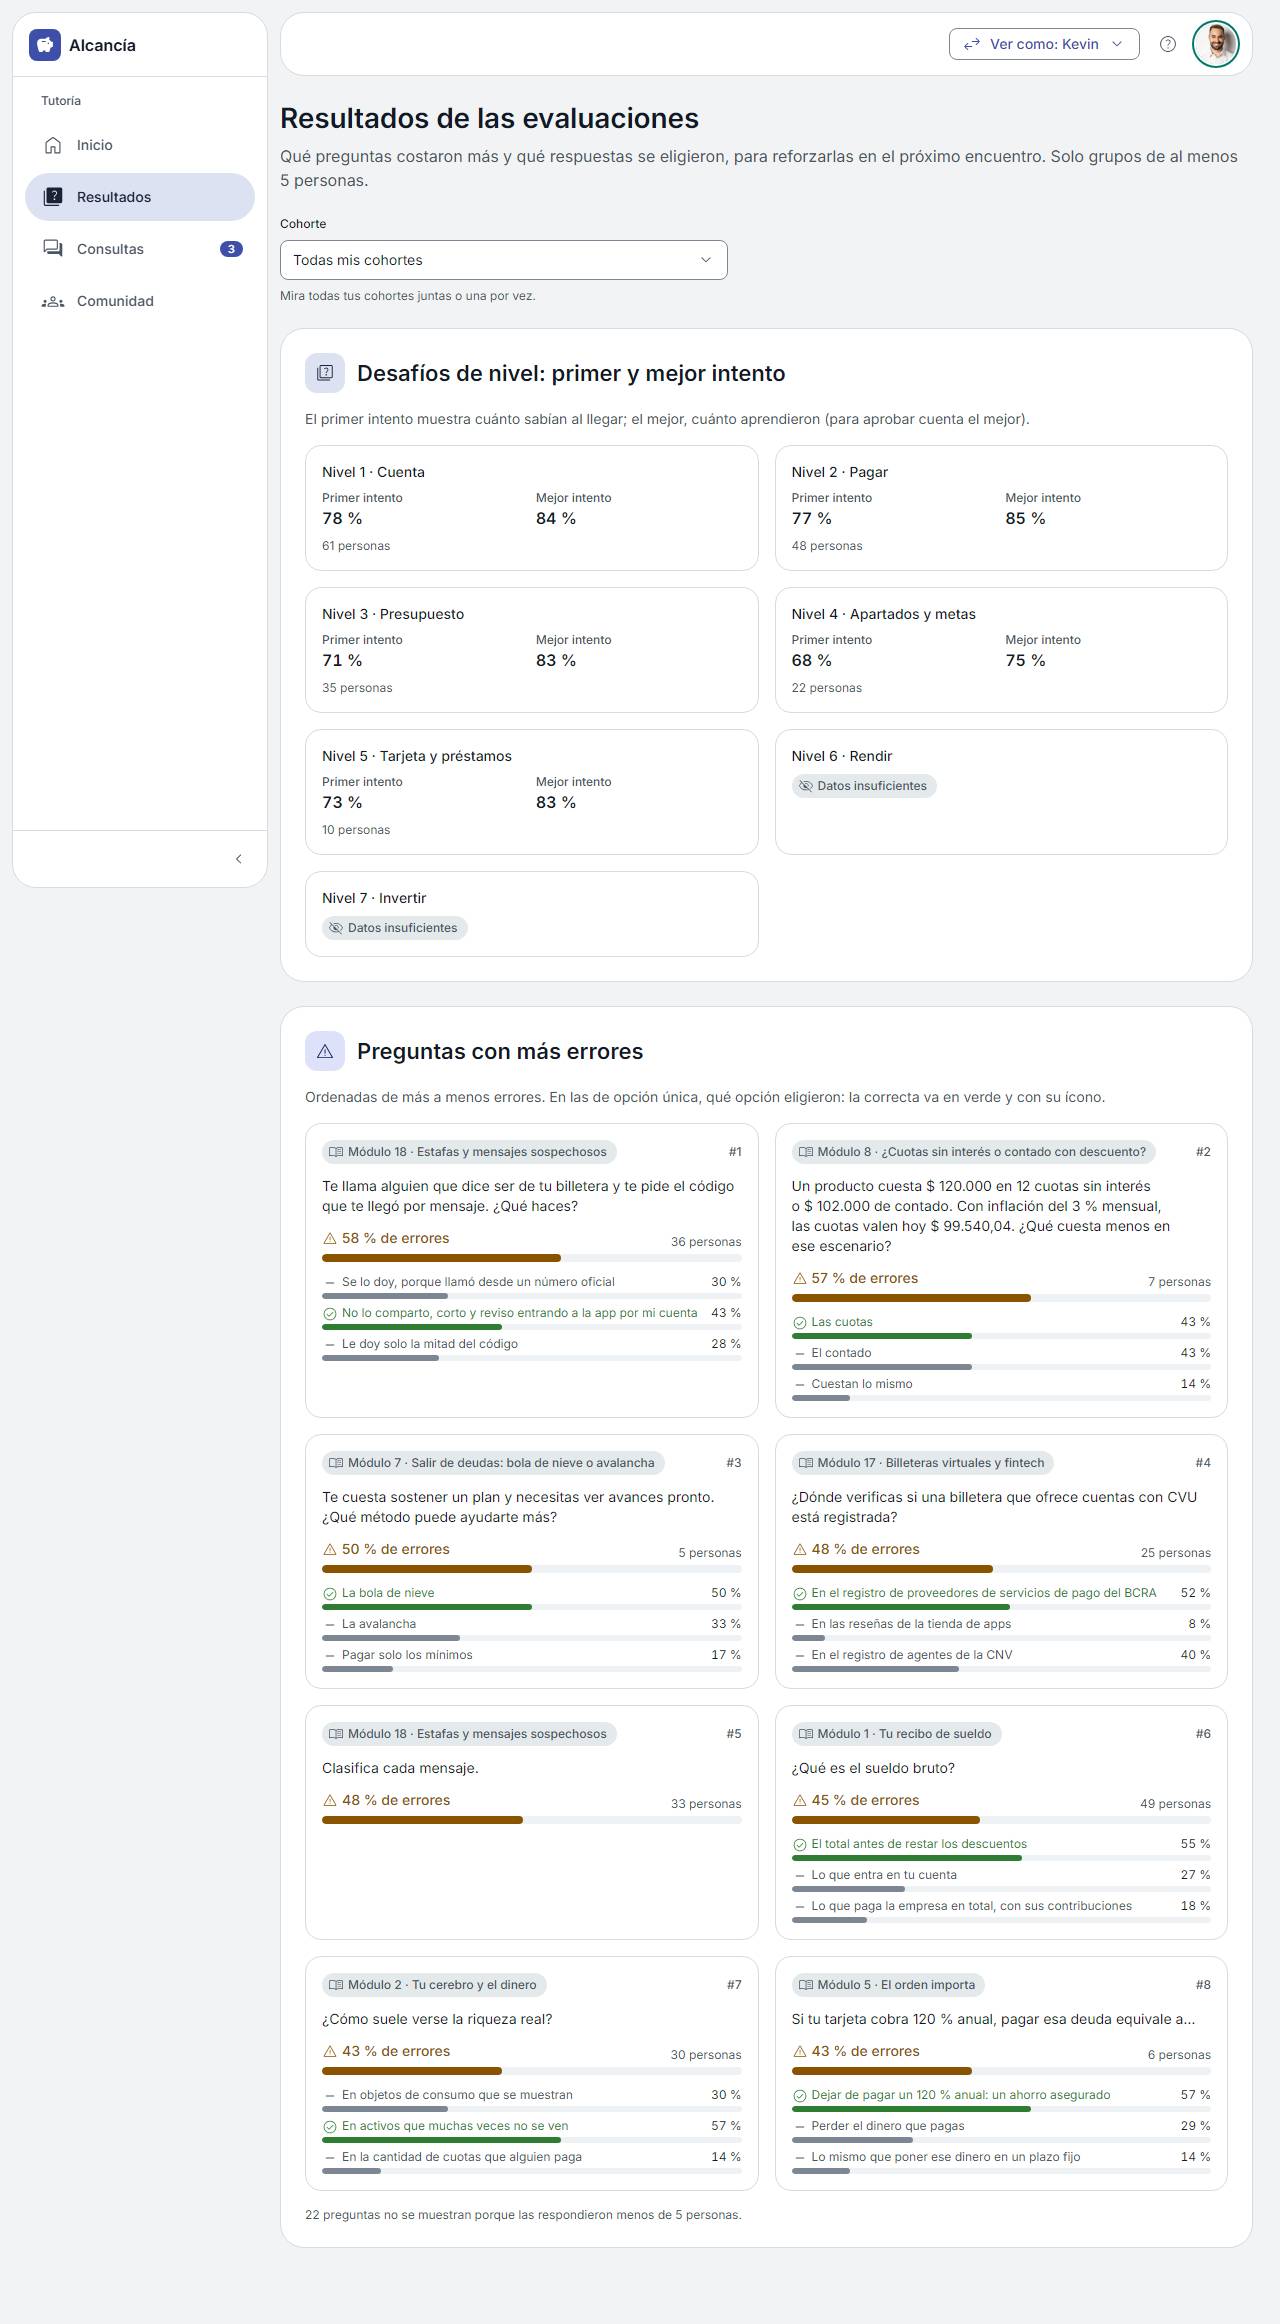 Alcancía
Ver como: Kevin
Tutoría
Inicio
Resultados
Consultas
3
Comunidad
Resultados de las evaluaciones
Qué preguntas costaron más y qué respuestas se eligieron, para reforzarlas en el próximo encuentro. Solo grupos de al menos
5 personas.
Cohorte
Todas mis cohortes
Mira todas tus cohortes juntas o una por vez.
Desafíos de nivel: primer y mejor intento
El primer intento muestra cuánto sabían al llegar; el mejor, cuánto aprendieron (para aprobar cuenta el mejor).
Nivel 1 · Cuenta
Primer intento Mejor intento
78 % 84 %
61 personas
Nivel 2 · Pagar
Primer intento Mejor intento
77 % 85 %
48 personas
Nivel 3 · Presupuesto
Primer intento Mejor intento
71 % 83 %
35 personas
Nivel 4 · Apartados y metas
Primer intento Mejor intento
68 % 75 %
22 personas
Nivel 5 · Tarjeta y préstamos
Primer intento Mejor intento
73 % 83 %
10 personas
Nivel 6 · Rendir
Datos insuficientes
Nivel 7 · Invertir
Datos insuficientes
Preguntas con más errores
Ordenadas de más a menos errores. En las de opción única, qué opción eligieron: la correcta va en verde y con su ícono.
Módulo 18 · Estafas y mensajes sospechosos #1
Te llama alguien que dice ser de tu billetera y te pide el código
que te llegó por mensaje. ¿Qué haces?
58 % de errores 36 personas
Se lo doy, porque llamó desde un número oficial 30 %
No lo comparto, corto y reviso entrando a la app por mi cuenta 43 %
Le doy solo la mitad del código 28 %
Módulo 8 · ¿Cuotas sin interés o contado con descuento? #2
Un producto cuesta $ 120.000 en 12 cuotas sin interés
o $ 102.000 de contado. Con inflación del 3 % mensual,
las cuotas valen hoy $ 99.540,04. ¿Qué cuesta menos en
ese escenario?
57 % de errores 7 personas
Las cuotas 43 %
El contado 43 %
Cuestan lo mismo 14 %
Módulo 7 · Salir de deudas: bola de nieve o avalancha #3
Te cuesta sostener un plan y necesitas ver avances pronto.
¿Qué método puede ayudarte más?
50 % de errores 5 personas
La bola de nieve 50 %
La avalancha 33 %
Pagar solo los mínimos 17 %
Módulo 17 · Billeteras virtuales y fintech #4
¿Dónde verificas si una billetera que ofrece cuentas con CVU
está registrada?
48 % de errores 25 personas
En el registro de proveedores de servicios de pago del BCRA 52 %
En las reseñas de la tienda de apps 8 %
En el registro de agentes de la CNV 40 %
Módulo 18 · Estafas y mensajes sospechosos #5
Clasifica cada mensaje.
48 % de errores 33 personas
Módulo 1 · Tu recibo de sueldo #6
¿Qué es el sueldo bruto?
45 % de errores 49 personas
El total antes de restar los descuentos 55 %
Lo que entra en tu cuenta 27 %
Lo que paga la empresa en total, con sus contribuciones 18 %
Módulo 2 · Tu cerebro y el dinero #7
¿Cómo suele verse la riqueza real?
43 % de errores 30 personas
En objetos de consumo que se muestran 30 %
En activos que muchas veces no se ven 57 %
En la cantidad de cuotas que alguien paga 14 %
Módulo 5 · El orden importa #8
Si tu tarjeta cobra 120 % anual, pagar esa deuda equivale a...
43 % de errores 6 personas
Dejar de pagar un 120 % anual: un ahorro asegurado 57 %
Perder el dinero que pagas 29 %
Lo mismo que poner ese dinero en un plazo fijo 14 %
22 preguntas no se muestran porque las respondieron menos de 5 personas.